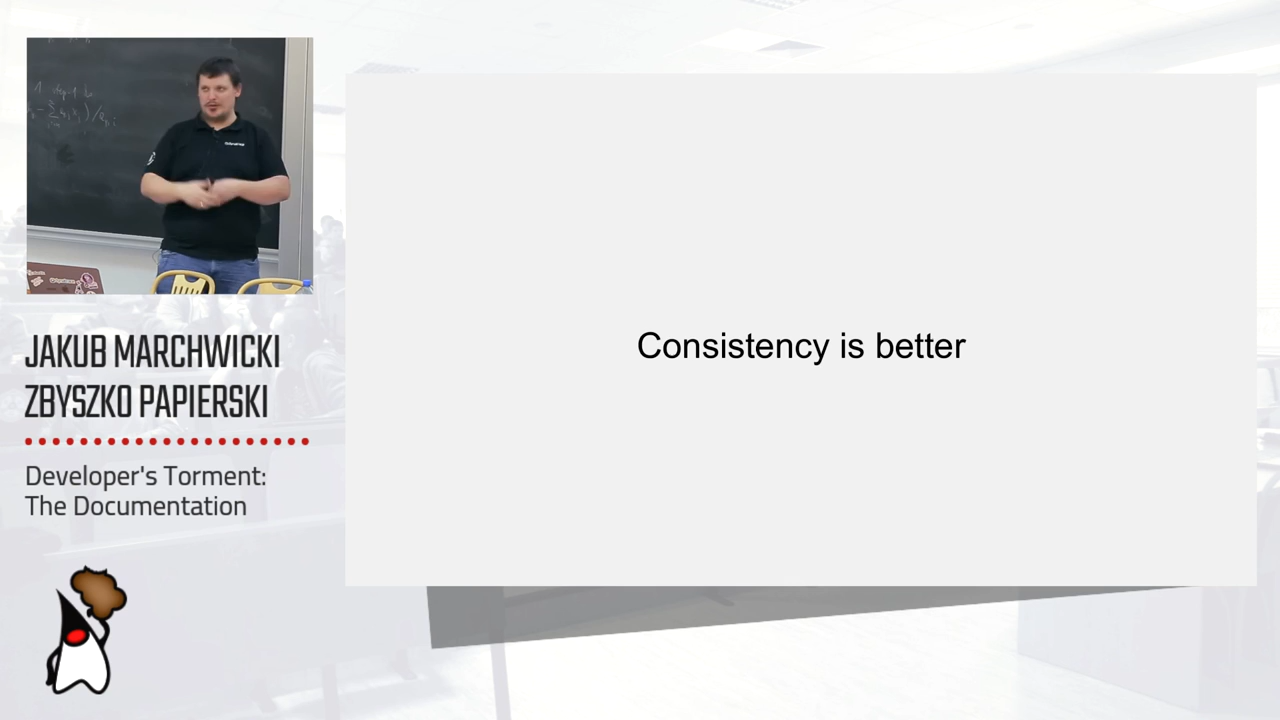 JAKUB MARCHWICKI
ZBYSZKO PAPIERSKI
Developer's Torment:
The Documentation
Consistency is better